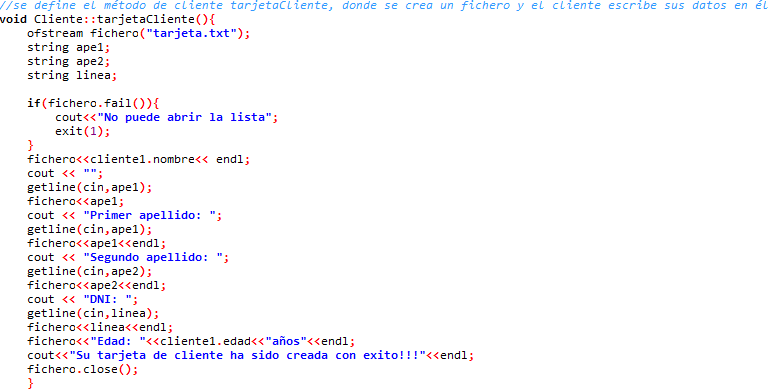 //se define el método de cliente tarjetaCliente, donde se crea un fichero y el cliente escribe sus datos en él
void Cliente::tarjetaCliente(){
ofstream fichero("tarjeta.txt");
string ape1;
string ape2;
string linea;
if(fichero.fail()){
cout<<"No puede abrir la lista";
exit(1);
}
fichero<<cliente1.nombre<< endl;
cout << "";
getline(cin,ape1);
fichero<<ape1;
cout << "Primer apellido: ";
getline(cin,ape1);
fichero<<ape1<<endl;
cout << "Segundo apellido: ";
getline(cin,ape2);
fichero<<ape2<<endl;
cout << "DNI: ";
getline(cin,linea);
fichero<<linea<<endl;
fichero<<"Edad: "<<cliente1.edad<<"años"<<endl;
cout<<"Su tarjeta de cliente ha sido creada con exito!!!"<<endl;
fichero.close();
}